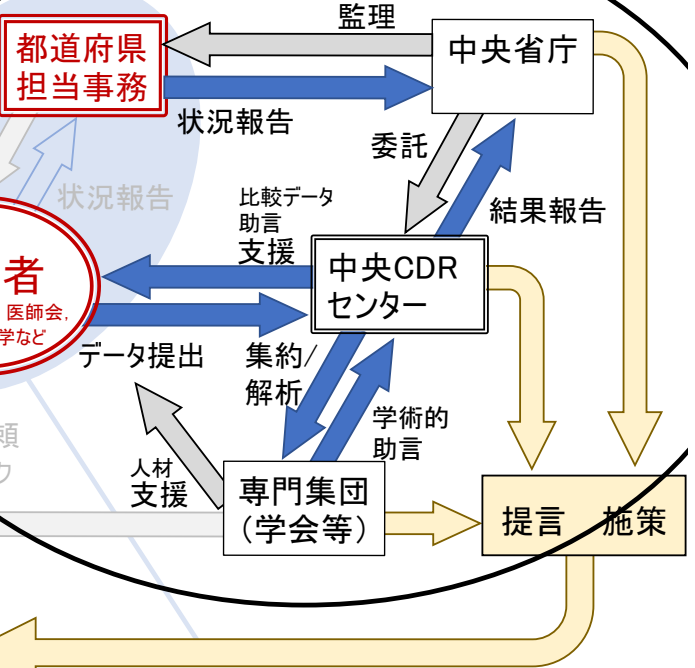 監理
都道府県
担当事務
中央省庁
状況報告
委託
状況報告
比較データ
助言
支援
結果報告
者
医師会,
学など
中央CDR
センター
データ提出
集約/
解析
学術的
助言
頼
ク
人材
支援
専門集団
（学会等）
提言　施策